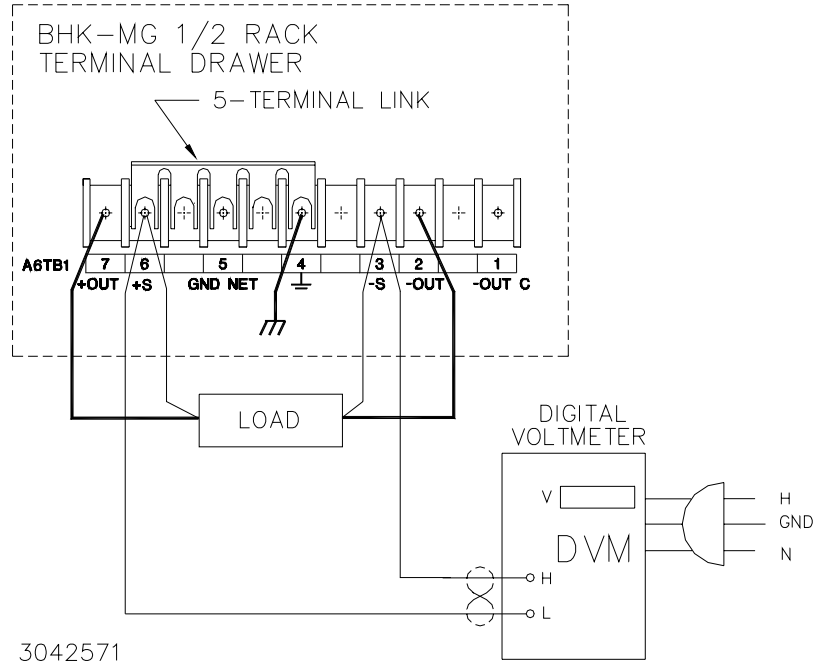 BHK-MG 1/2 RACK
TERMINAL DRAWER
5-TERMINAL LINK
A6TB1 7 6 5 4 3 2 1
+OUT +S GND NET -S -OUT -OUT C
LOAD
DIGITAL
VOLTMETER
V
DVM
H
GND
N
H
L
3042571